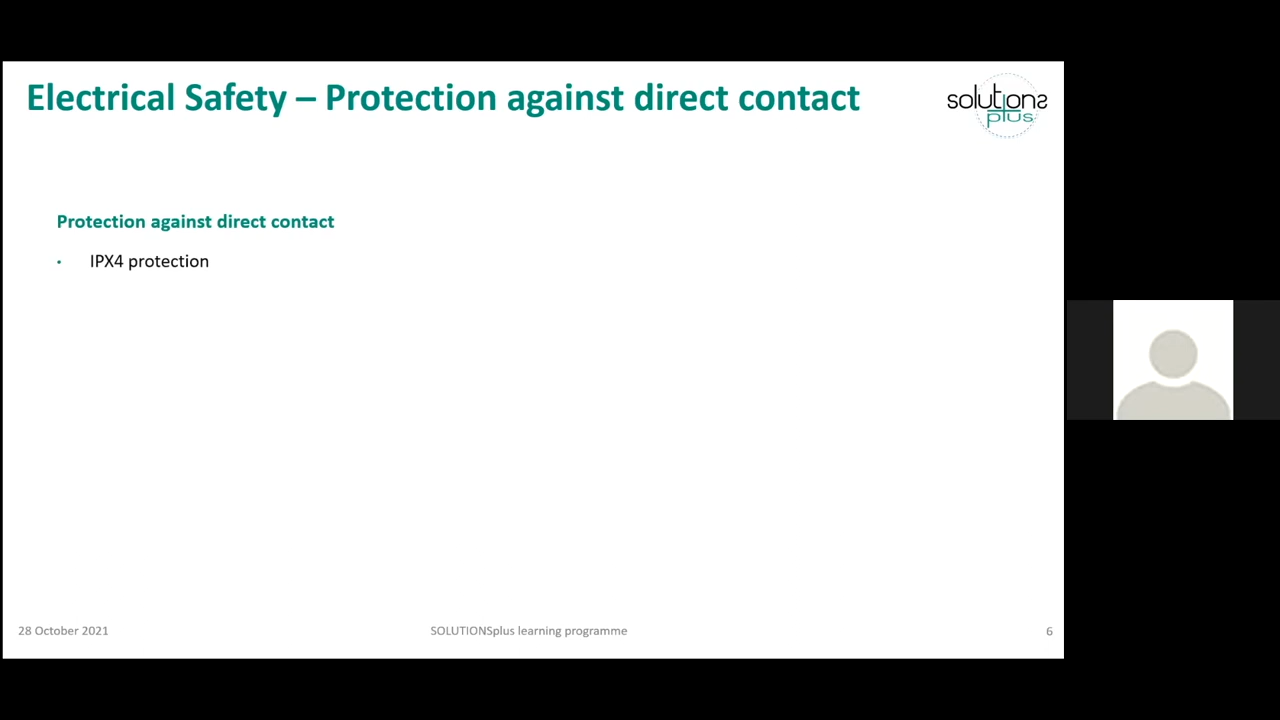 Electrical Safety – Protection against direct contact
solutions
plus
Protection against direct contact
• IPX4 protection
28 October 2021
SOLUTIONSplus learning programme
6